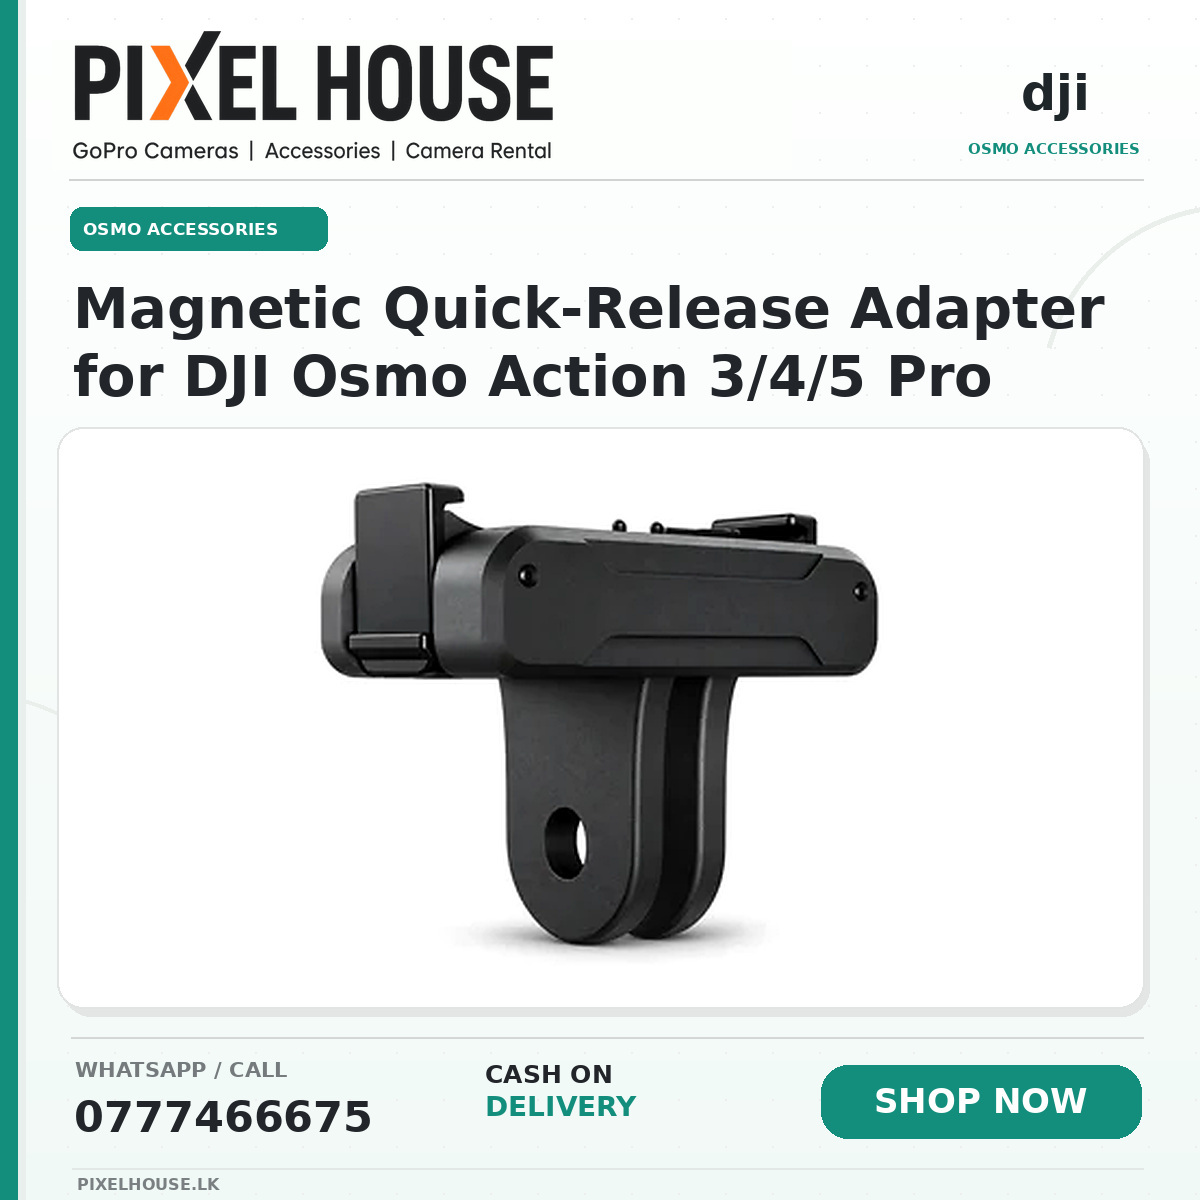 PIXEL HOUSE
GoPro Cameras | Accessories | Camera Rental
dji
OSMO ACCESSORIES
OSMO ACCESSORIES
Magnetic Quick-Release Adapter
for DJI Osmo Action 3/4/5 Pro
WHATSAPP / CALL
0777466675
CASH ON
DELIVERY
SHOP NOW
PIXELHOUSE.LK